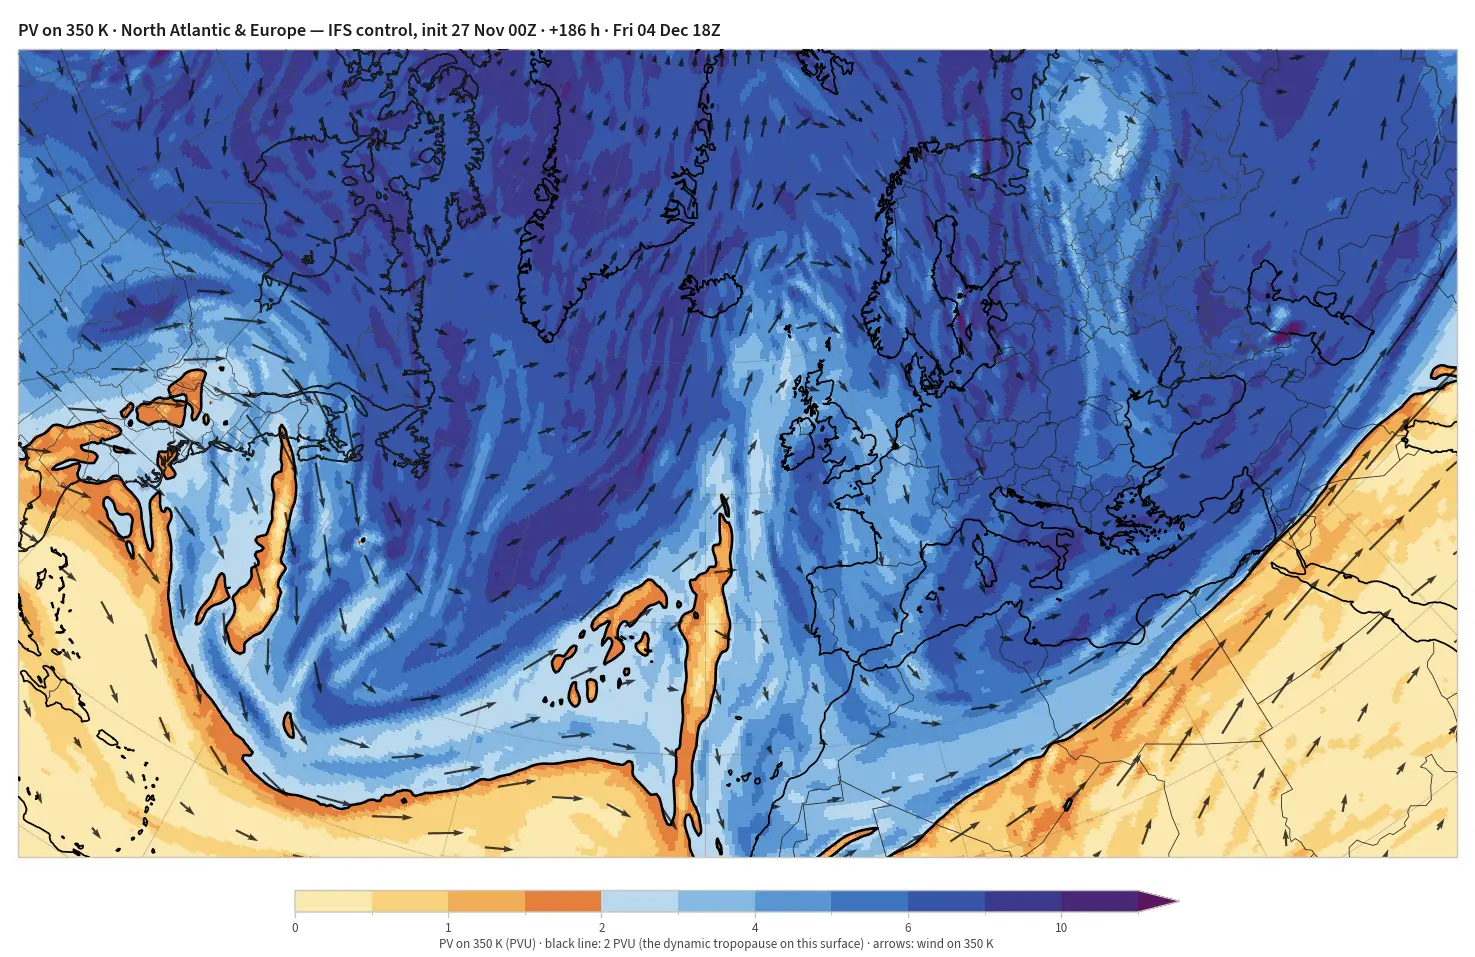 PV on 350 K · North Atlantic & Europe — IFS control, init 27 Nov 00Z · +186 h · Fri 04 Dec 18Z
0 1 2 4 6 10
PV on 350 K (PVU) · black line: 2 PVU (the dynamic tropopause on this surface) · arrows: wind on 350 K